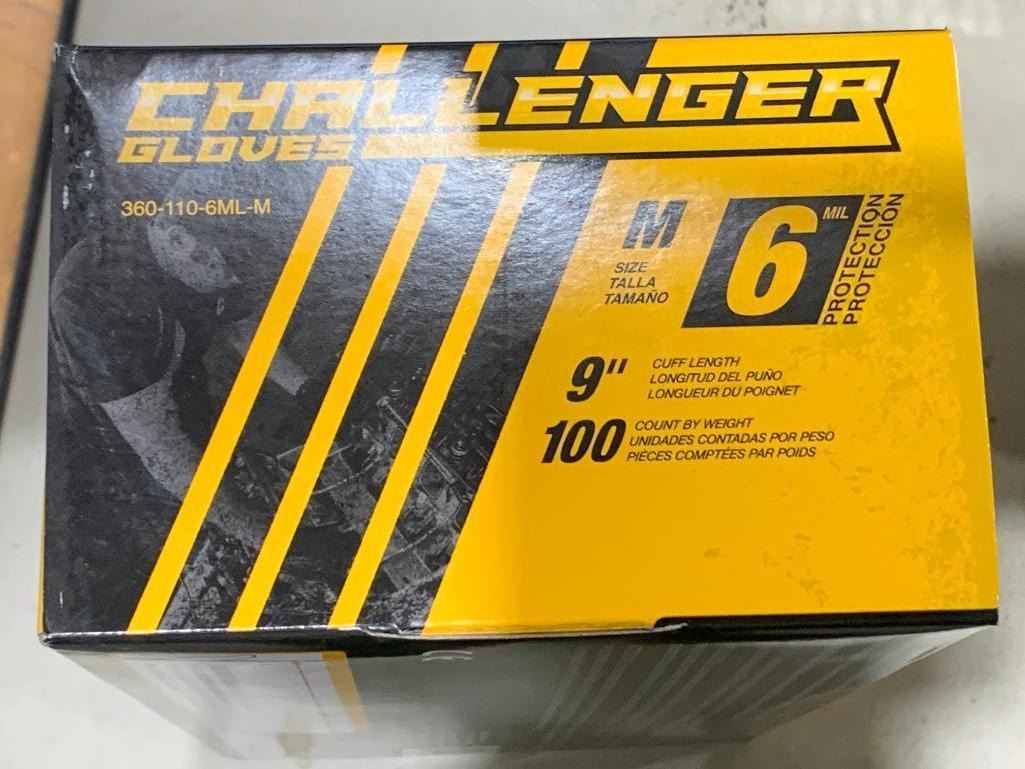 CHALLENGER
GLOVES
360-110-6ML-M
M
SIZE
TALLA
TAMAÑO
6 MIL
PROTECTION
PROTECCIÓN
9" CUFF LENGTH
LONGITUD DEL PUÑO
LONGUEUR DU POIGNET
100 COUNT BY WEIGHT
UNIDADES CONTADAS POR PESO
PIÈCES COMPTÉES PAR POIDS